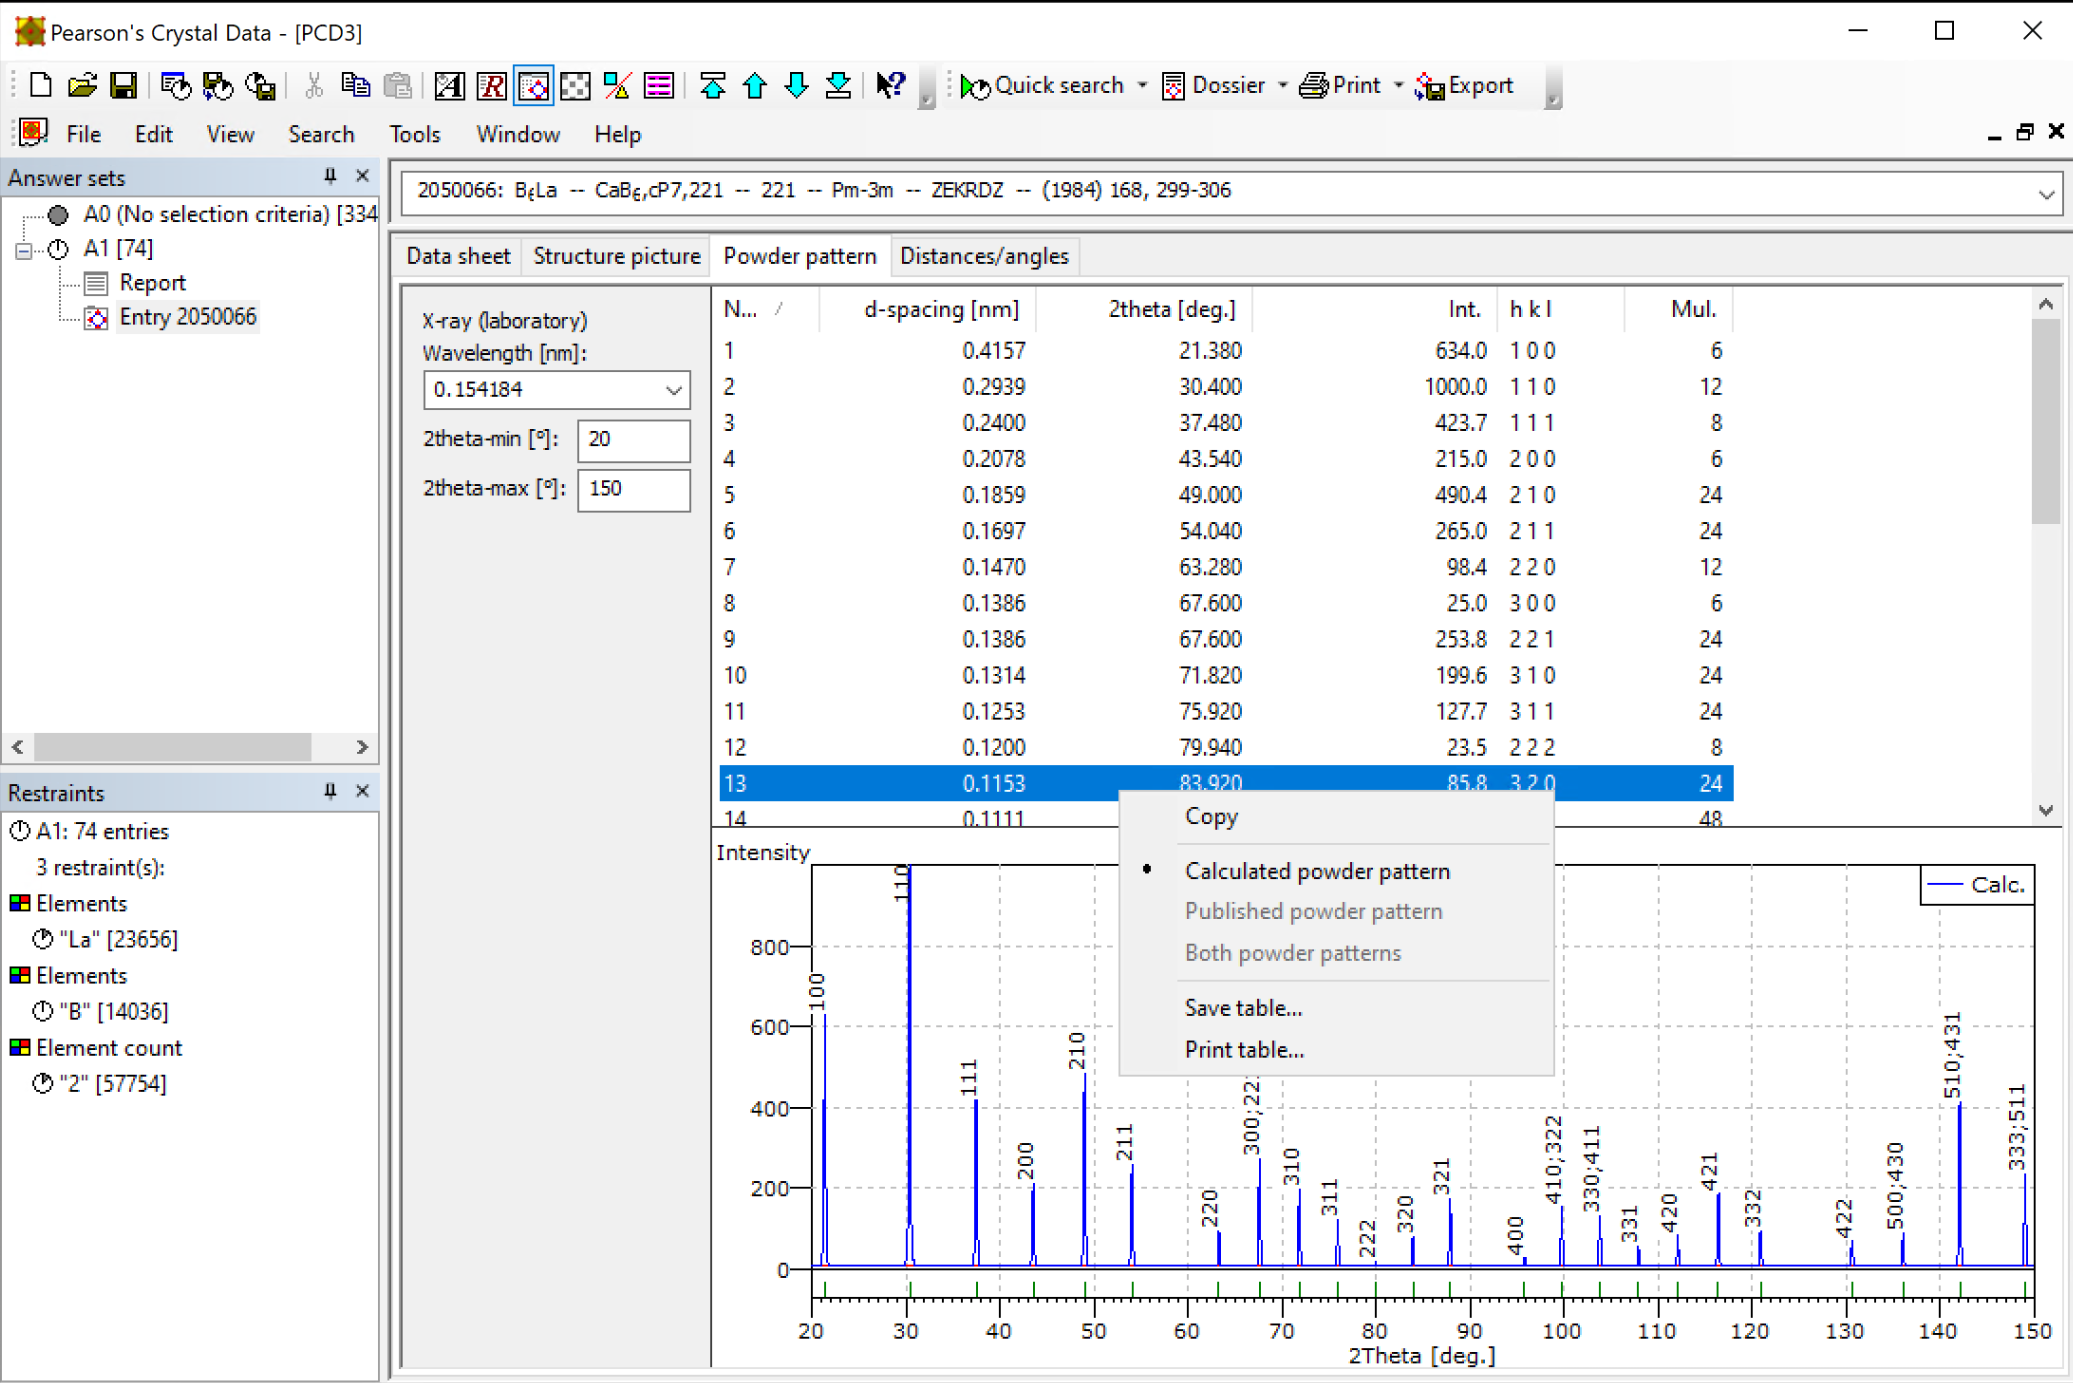 Pearson's Crystal Data - [PCD3]
Quick search Dossier Print Export
File Edit View Search Tools Window Help
Answer sets
A0 (No selection criteria) [334
A1 [74]
Report
Entry 2050066
Restraints
A1: 74 entries
3 restraint(s):
Elements
"La" [23656]
Elements
"B" [14036]
Element count
"2" [57754]
2050066: B₆La -- CaB₆,cP7,221 -- 221 -- Pm-3m -- ZEKRDZ -- (1984) 168, 299-306
Data sheet Structure picture Powder pattern Distances/angles
X-ray (laboratory)
Wavelength [nm]:
0.154184
2theta-min [°]: 20
2theta-max [°]: 150
N... d-spacing [nm] 2theta [deg.] Int. h k l Mul.
1 0.4157 21.380 634.0 1 0 0 6
2 0.2939 30.400 1000.0 1 1 0 12
3 0.2400 37.480 423.7 1 1 1 8
4 0.2078 43.540 215.0 2 0 0 6
5 0.1859 49.000 490.4 2 1 0 24
6 0.1697 54.040 265.0 2 1 1 24
7 0.1470 63.280 98.4 2 2 0 12
8 0.1386 67.600 25.0 3 0 0 6
9 0.1386 67.600 253.8 2 2 1 24
10 0.1314 71.820 199.6 3 1 0 24
11 0.1253 75.920 127.7 3 1 1 24
12 0.1200 79.940 23.5 2 2 2 8
13 0.1153 83.920 85.8 3 2 0 24
14 0.1111 48
Copy
Calculated powder pattern
Published powder pattern
Both powder patterns
Save table...
Print table...
Intensity
Calc.
800
600
400
200
0
100
110
111
200
210
211
220
300;22
310
311
222
320
321
400
410;322
330;411
331
420
421
332
422
500;430
510;431
333;511
20 30 40 50 60 70 80 90 100 110 120 130 140 150
2Theta [deg.]